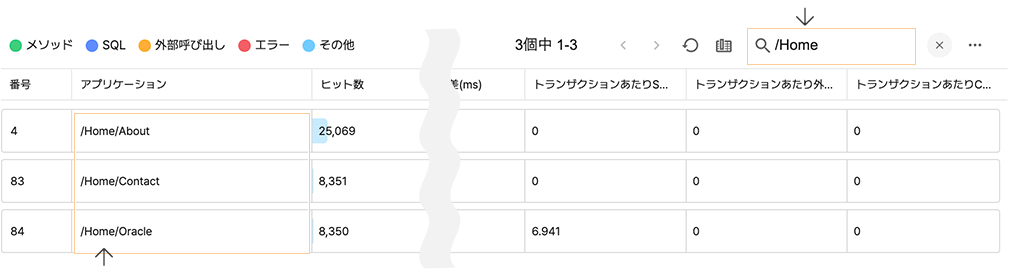 メソッド SQL 外部呼び出し エラー その他 3個中 1-3 /Home
番号 アプリケーション ヒット数 差(ms) トランザクションあたりS... トランザクションあたり外... トランザクションあたりC...
4 /Home/About 25,069 0 0 0
83 /Home/Contact 8,351 0 0 0
84 /Home/Oracle 8,350 6.941 0 0